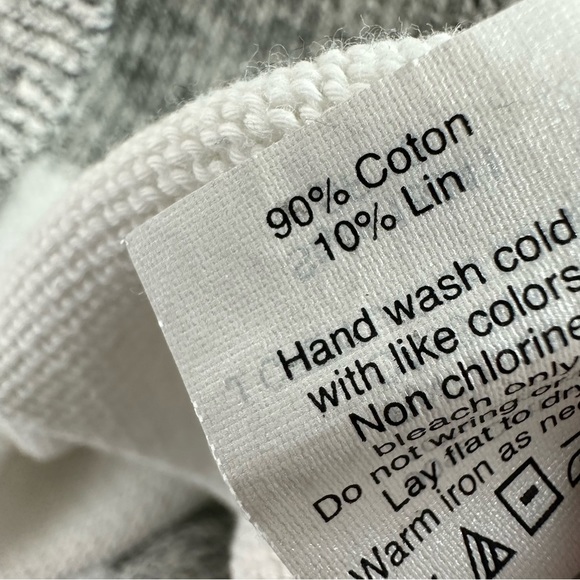 90% Coton
10% Lin
Hand wash cold
with like colors
Non chlorine
bleach only
Do not wring or
Lay flat to dry
Warm iron as